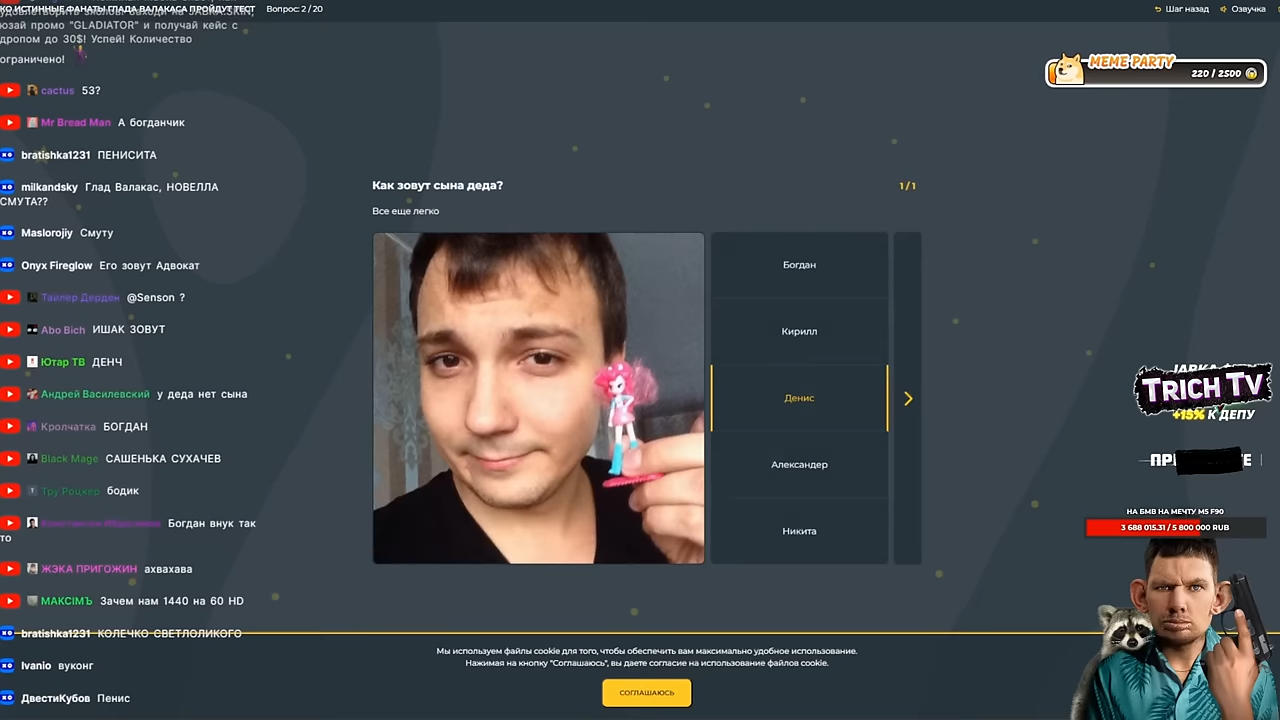 КО ИСТИННЫЕ ФАНАТЫ ГЛАДА ВАЛАКАСА ПРОЙДУТ ТЕСТ
Вопрос: 2 / 20
Шаг назад
Озвучка
юзай промо "GLADIATOR" и получай кейс с
дропом до 30$! Успей! Количество
ограничено!
MEME PARTY
220 / 2500
cactus 53?
Mr Bread Man А богданчик
bratishka1231 ПЕНИСИТА
milkandsky Глад Валакас, НОВЕЛЛА
СМУТА??
Maslorojiy Смуту
Onyx Fireglow Его зовут Адвокат
Тайлер Дерден @Senson ?
Abo Bich ИШАК ЗОВУТ
Ютар ТВ ДЕНЧ
Андрей Василевский у деда нет сына
Кролчатка БОГДАН
Black Mage САШЕНЬКА СУХАЧЕВ
Тру Роцкер бодик
Богдан внук так
то
ЖЭКА ПРИГОЖИН ахвахава
МАКСІМЪ Зачем нам 1440 на 60 HD
bratishka1231 КОЛЕЧКО СВЕТЛОЛИКОГО
Ivanio вуконг
ДвестиКубов Пенис
Как зовут сына деда?
1 / 1
Все еще легко
Богдан
Кирилл
Денис
Александер
Никита
TRICH TV
+15% К ДЕПУ
НА БМВ НА МЕЧТУ M5 F90
3 688 015.31 / 5 800 000 RUB
Мы используем файлы cookie для того, чтобы обеспечить вам максимально удобное использование.
Нажимая на кнопку "Соглашаюсь", вы даете согласие на использование файлов cookie.
СОГЛАШАЮСЬ